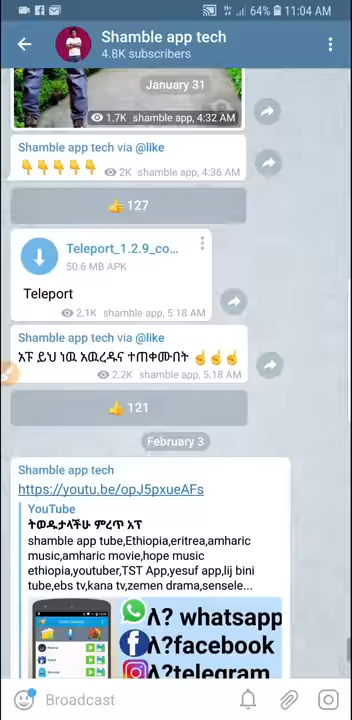 64% 11:04 AM
Shamble app tech
4.8K subscribers
January 31
1.7K shamble app, 4:32 AM
Shamble app tech via @like
👇👇👇👇👇
2K shamble app, 4:36 AM
👍 127
Teleport_1.2.9_co...
50.6 MB APK
Teleport
2.1K shamble app, 5:18 AM
Shamble app tech via @like
አፑ ይህ ነዉ አዉረዱና ተጠቀሙበት ☝☝☝
2.2K shamble app, 5:18 AM
👍 121
February 3
Shamble app tech
https://youtu.be/opJ5pxueAFs
YouTube
ትወዱታላችሁ ምረጥ አፕ
shamble app tube,Ethiopia,eritrea,amharic
music,amharic movie,hope music
ethiopia,youtuber,TST App,yesuf app,lij bini
tube,ebs tv,kana tv,zemen drama,sensele...
ለ? whatsapp
ለ?facebook
ለ?telegram
Broadcast